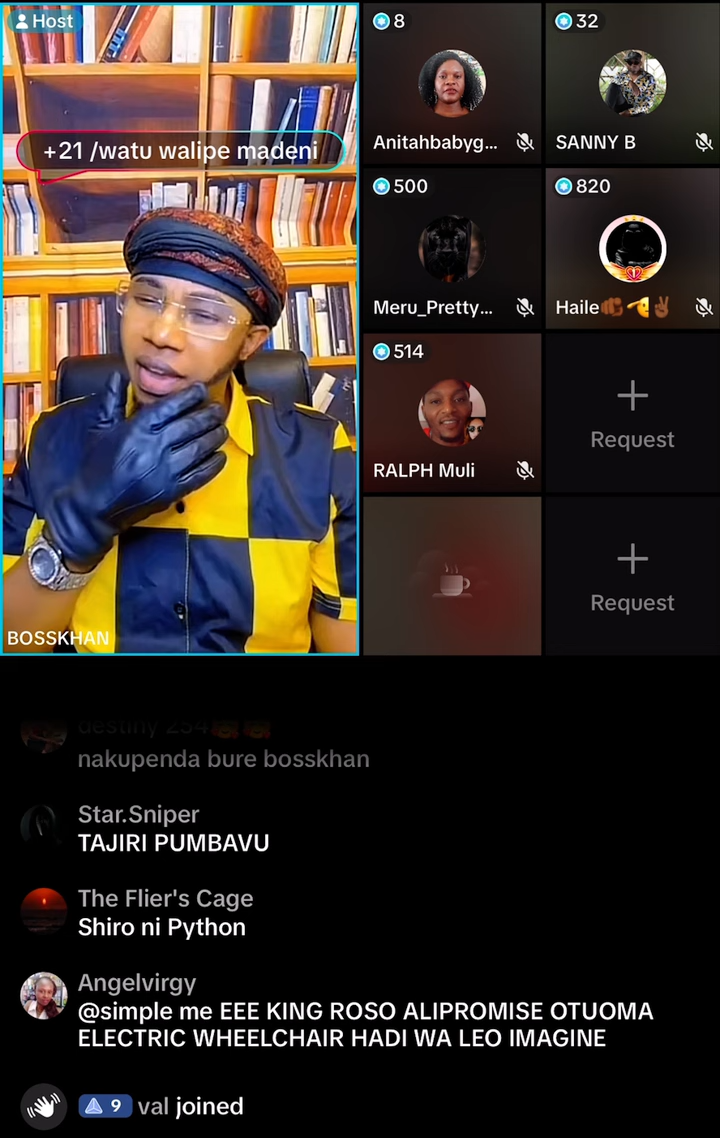 Host
+21 /watu walipe madeni
BOSSKHAN
8
Anitahbabyg...
32
SANNY B
500
Meru_Pretty...
820
Haile
514
RALPH Muli
Request
Request
destiny 254
nakupenda bure bosskhan
Star.Sniper
TAJIRI PUMBAVU
The Flier's Cage
Shiro ni Python
Angelvirgy
@simple me EEE KING ROSO ALIPROMISE OTUOMA
ELECTRIC WHEELCHAIR HADI WA LEO IMAGINE
9 val joined